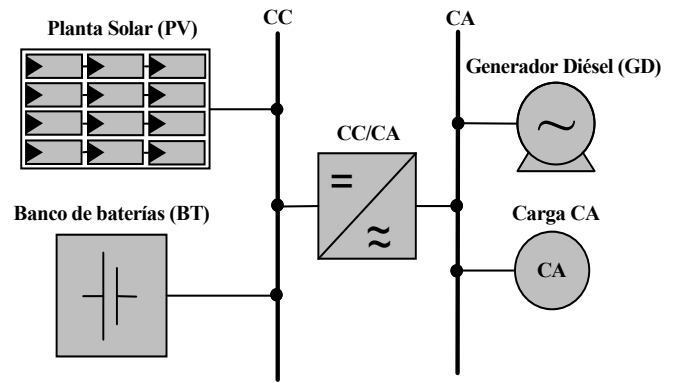 Planta Solar (PV)
CC
CA
Generador Diésel (GD)
CC/CA
Banco de baterías (BT)
Carga CA
CA